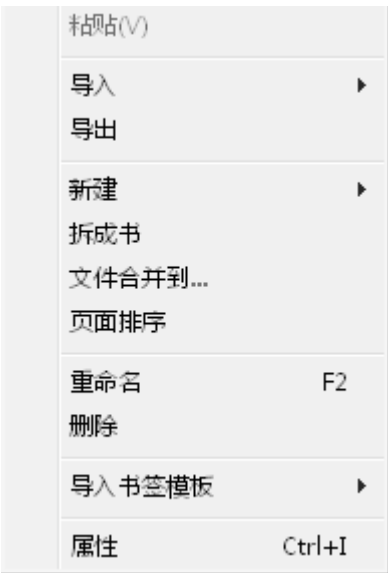 粘贴(V)
导入
导出
新建
拆成书
文件合并到...
页面排序
重命名 F2
删除
导入书签模板
属性 Ctrl+I